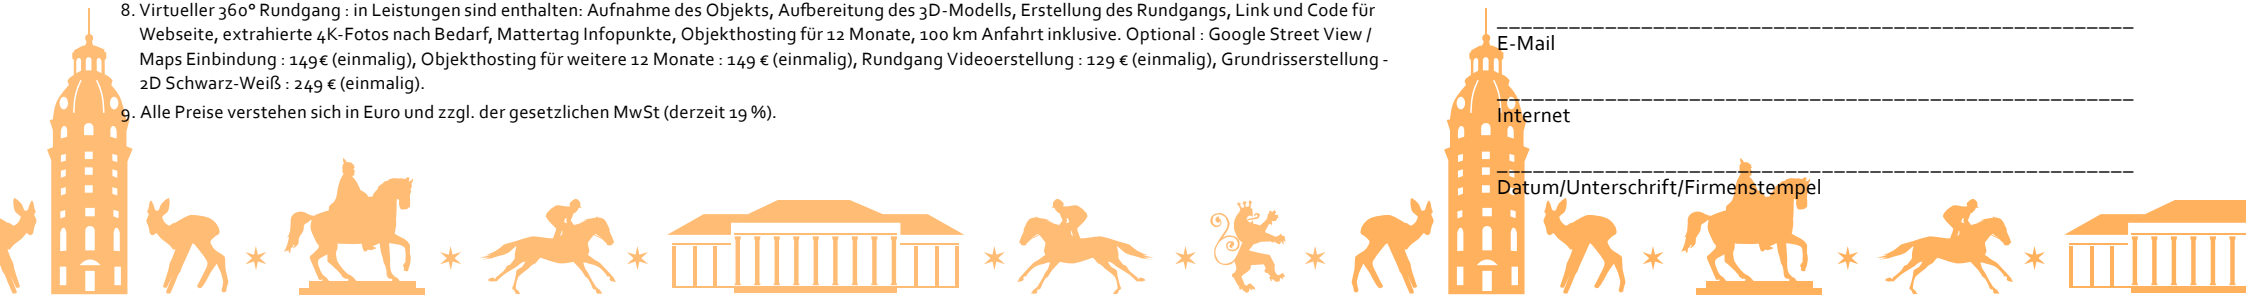 8. Virtueller 360° Rundgang : in Leistungen sind enthalten: Aufnahme des Objekts, Aufbereitung des 3D-Modells, Erstellung des Rundgangs, Link und Code für
Webseite, extrahierte 4K-Fotos nach Bedarf, Mattertag Infopunkte, Objekthosting für 12 Monate, 100 km Anfahrt inklusive. Optional : Google Street View /
Maps Einbindung : 149€ (einmalig), Objekthosting für weitere 12 Monate : 149 € (einmalig), Rundgang Videoerstellung : 129 € (einmalig), Grundrisserstellung -
2D Schwarz-Weiß : 249 € (einmalig).
9. Alle Preise verstehen sich in Euro und zzgl. der gesetzlichen MwSt (derzeit 19 %).
E-Mail
Internet
Datum/Unterschrift/Firmenstempel